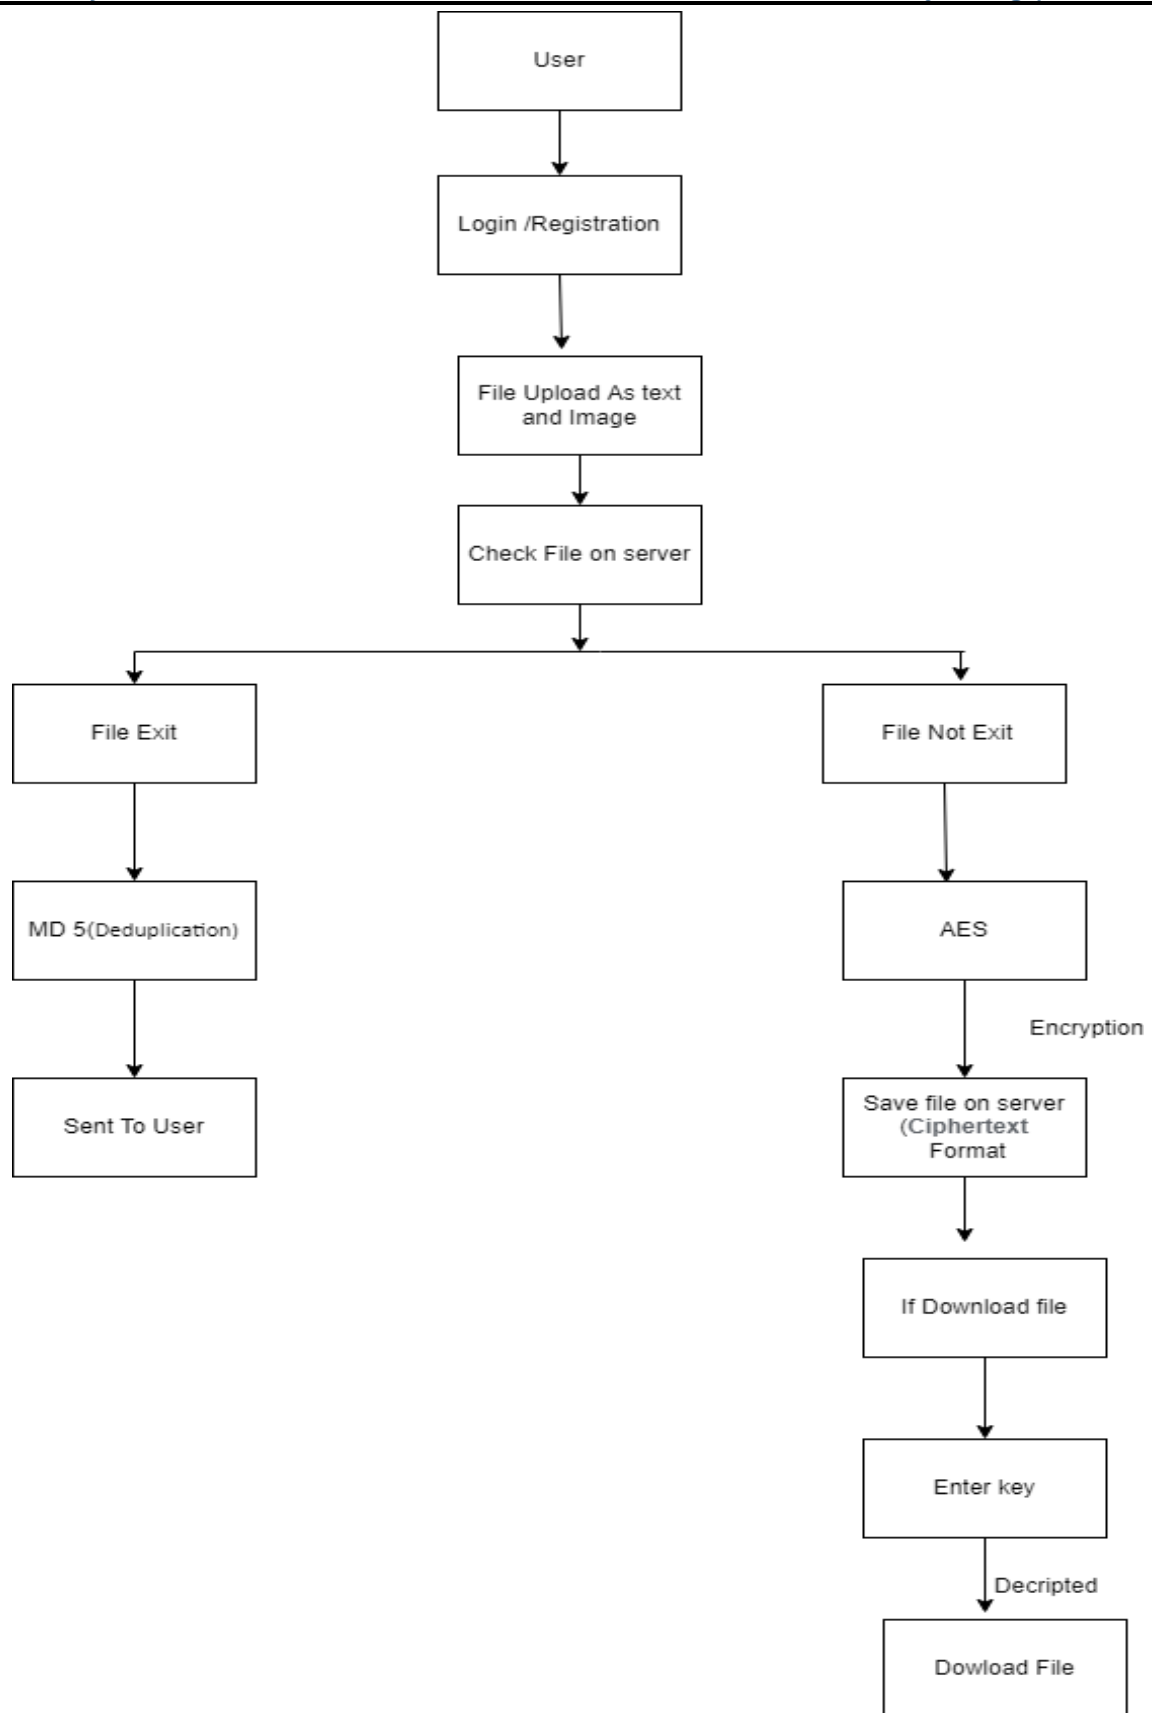 User
Login /Registration
File Upload As text
and Image
Check File on server
File Exit
File Not Exit
MD 5(Deduplication)
AES
Encryption
Sent To User
Save file on server
(Ciphertext
Format
If Download file
Enter key
Decripted
Dowload File